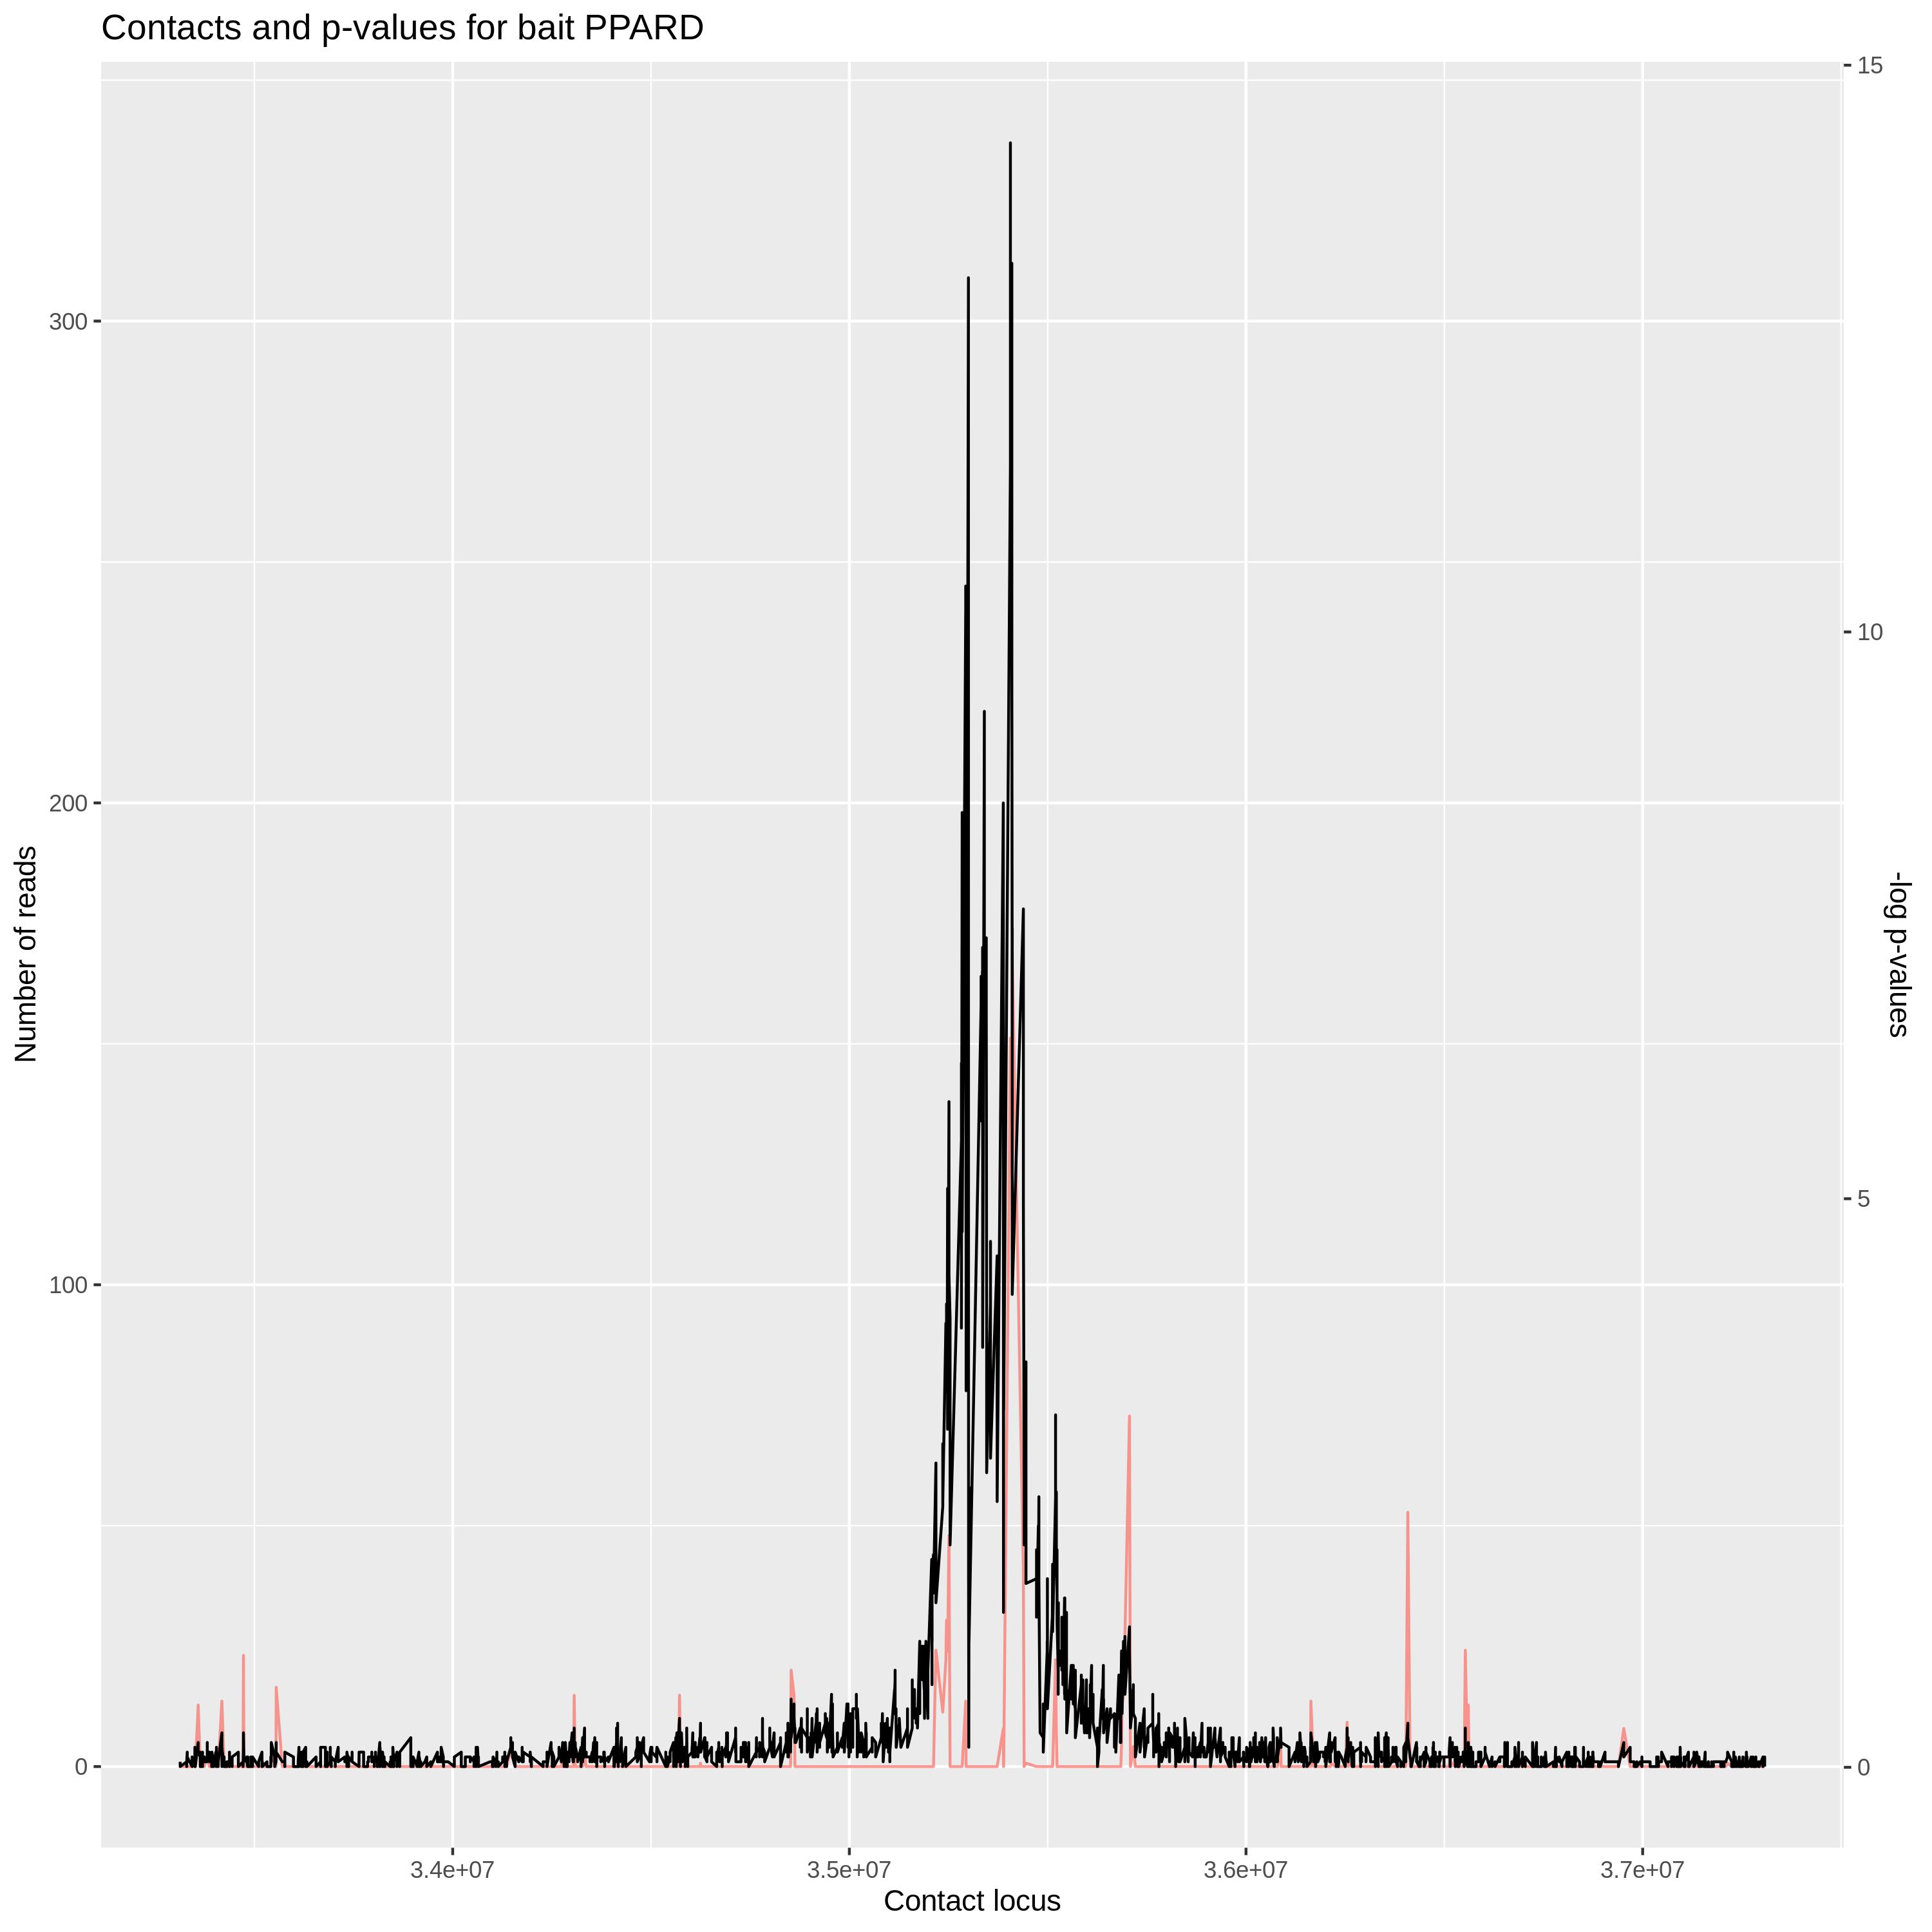 Contacts and p-values for bait PPARD
15
300
10
200
Number of reads
-log p-values
5
100
0
0
3.4e+07
3.5e+07
3.6e+07
3.7e+07
Contact locus